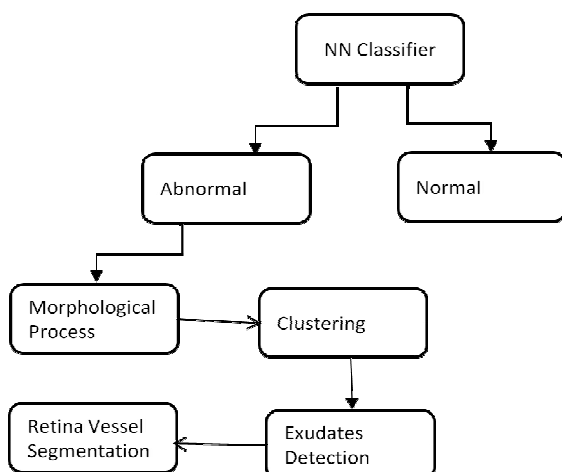 NN Classifier
Abnormal
Normal
Morphological
Process
Clustering
Retina Vessel
Segmentation
Exudates
Detection